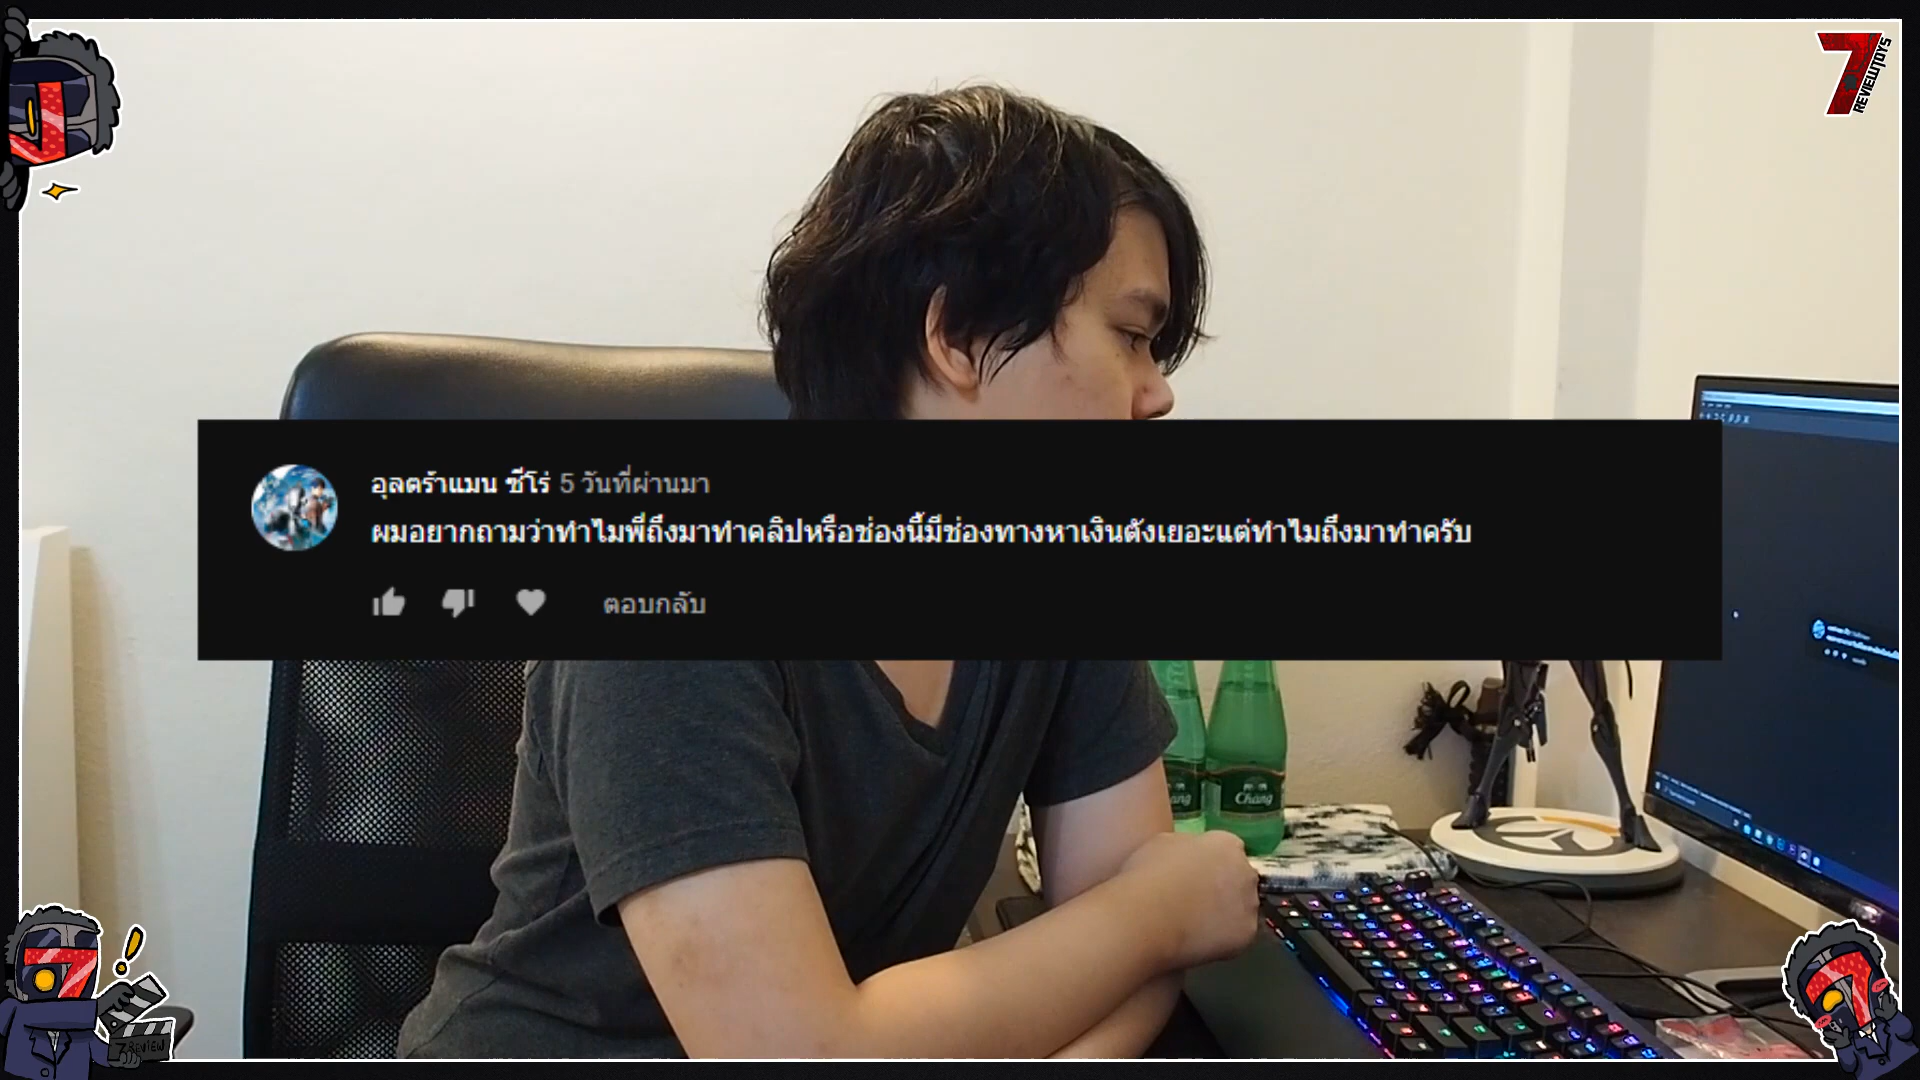 7
REVIEWTOYS
อุลตร้าแมน ซีโร่ 5 วันที่ผ่านมา
ผมอยากถามว่าทำไมพี่ถึงมาทำคลิปหรือช่องนี้มีช่องทางหาเงินตังเยอะแต่ทำไมถึงมาทำครับ
ตอบกลับ
Chang
7 REVIEW